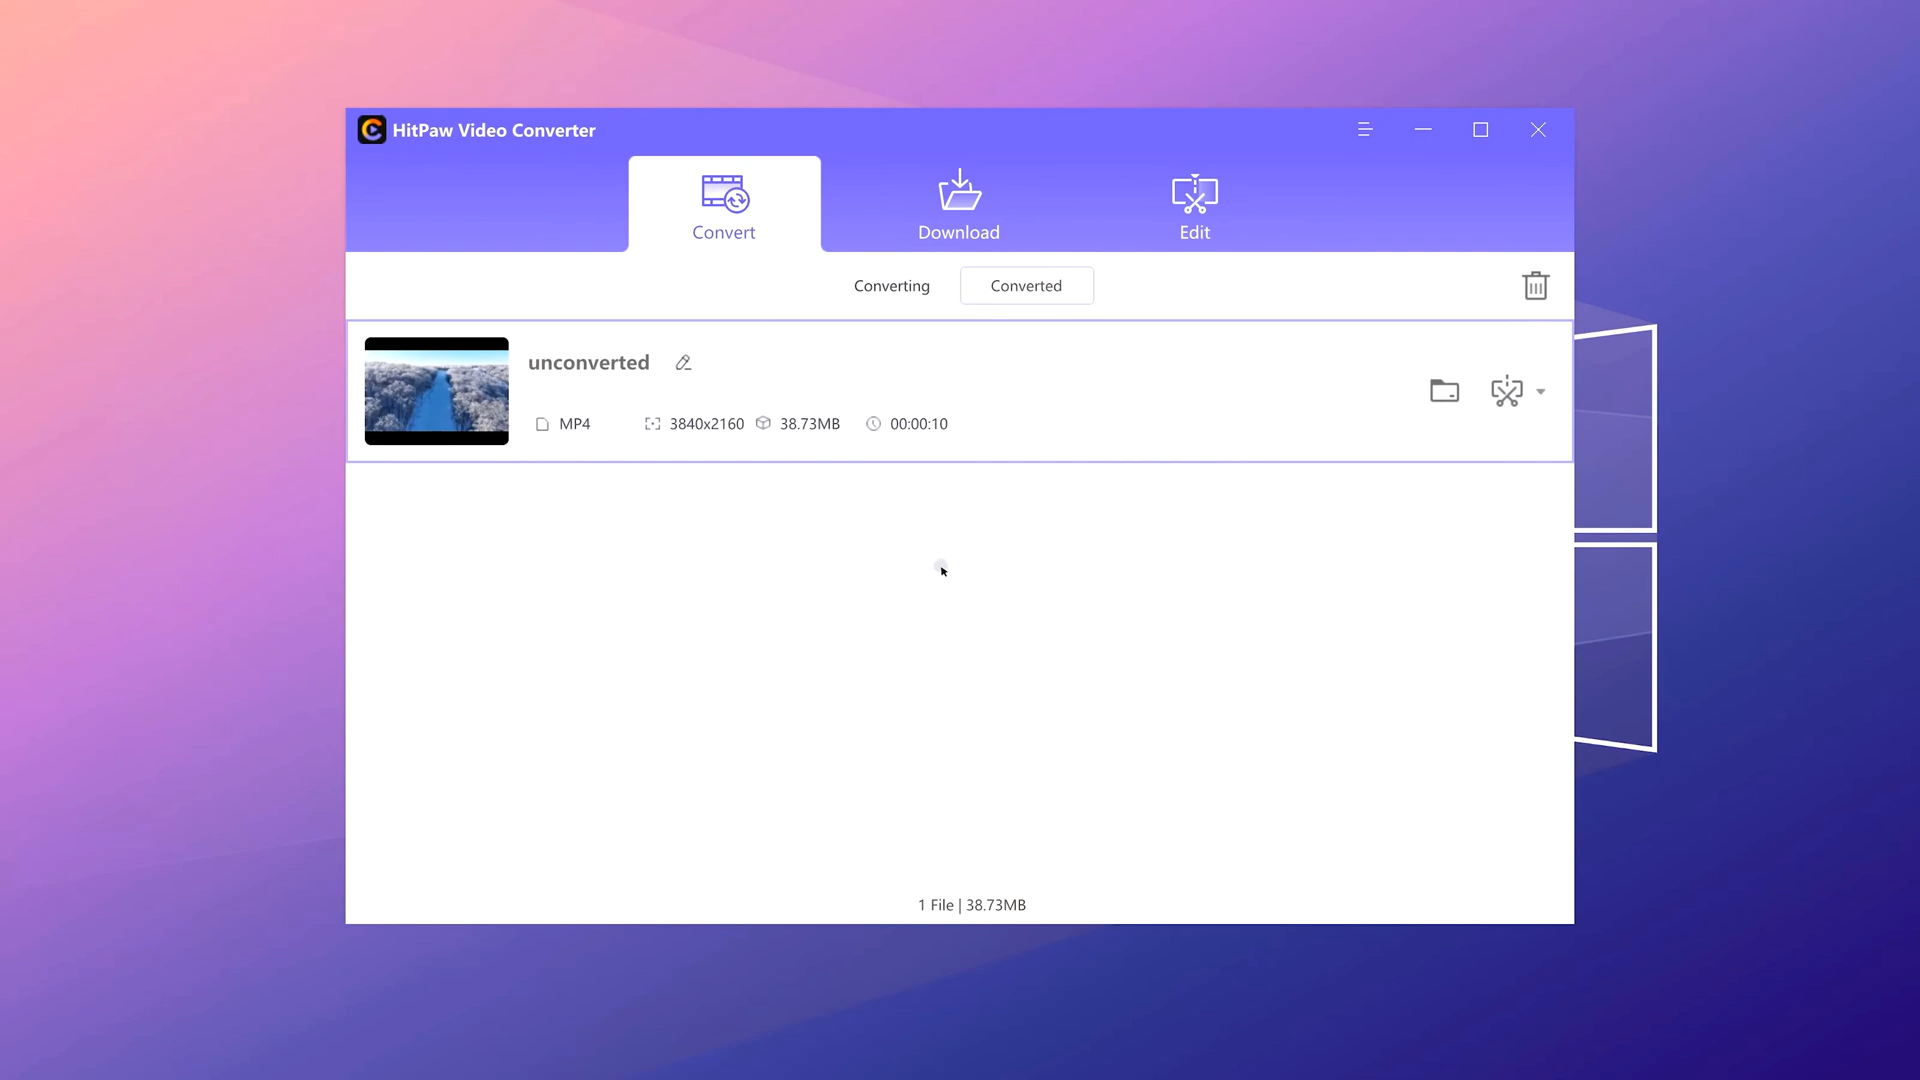 HitPaw Video Converter
Convert
Download
Edit
Converting
Converted
unconverted
MP4
3840x2160
38.73MB
00:00:10
1 File | 38.73MB